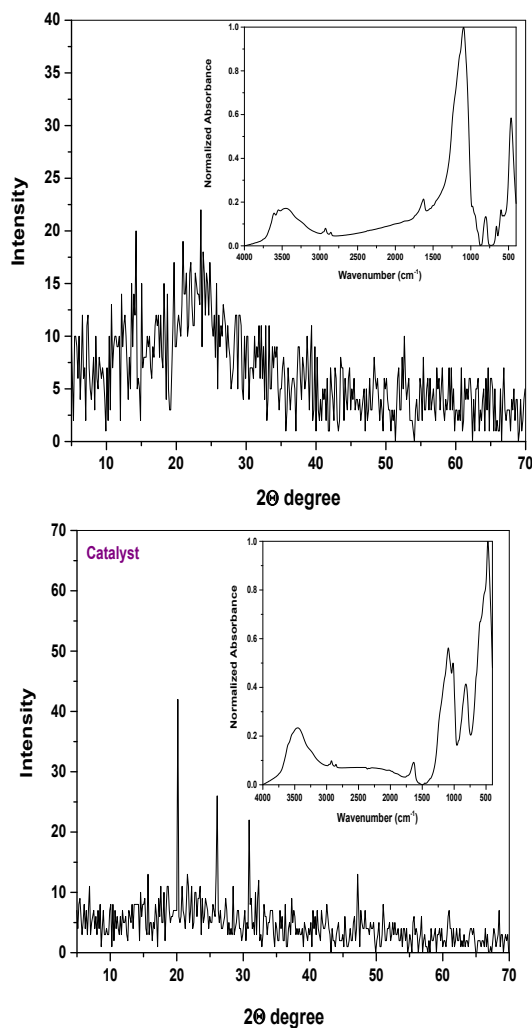 40
35
30
25
20
15
10
5
0
Intensity
10 20 30 40 50 60 70
2Θ degree
1.0
0.8
0.6
0.4
0.2
0.0
Normalized Absorbance
4000 3500 3000 2500 2000 1500 1000 500
Wavenumber (cm⁻¹)
70
60
50
40
30
20
10
0
Catalyst
Intensity
10 20 30 40 50 60 70
2Θ degree
1.0
0.8
0.6
0.4
0.2
0.0
Normalized Absorbance
4000 3500 3000 2500 2000 1500 1000 500
Wavenumber (cm⁻¹)